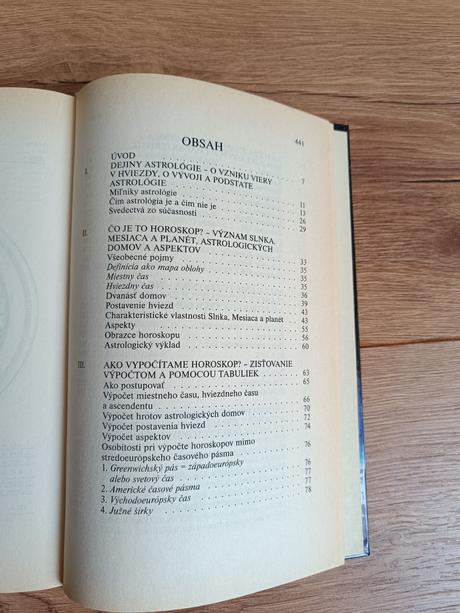 441
OBSAH
ÚVOD . . . . . . . . 7
I. DEJINY ASTROLÓGIE – O VZNIKU VIERY
V HVIEZDY, O VÝVOJI A PODSTATE
ASTROLÓGIE . . . . . . . . 11
Míľniky astrológie . . . . . . . . 13
Čím astrológia je a čím nie je . . . . . . . . 26
Svedectvá zo súčasnosti . . . . . . . . 29
II. ČO JE TO HOROSKOP? – VÝZNAM SLNKA,
MESIACA A PLANÉT, ASTROLOGICKÝCH
DOMOV A ASPEKTOV . . . . . . . . 33
Všeobecné pojmy . . . . . . . . 35
Definícia ako mapa oblohy . . . . . . . . 35
Miestny čas . . . . . . . . 35
Hviezdny čas . . . . . . . . 36
Dvanásť domov . . . . . . . . 39
Postavenie hviezd . . . . . . . . 43
Charakteristické vlastnosti Slnka, Mesiaca a planét . 43
Aspekty . . . . . . . . 55
Obrazce horoskopu . . . . . . . . 56
Astrologický výklad . . . . . . . . 60
III. AKO VYPOČÍTAME HOROSKOP? – ZISŤOVANIE
VÝPOČTOM A POMOCOU TABULIEK . . . . 63
Ako postupovať . . . . . . . . 65
Výpočet miestneho času, hviezdneho času
a ascendentu . . . . . . . . 66
Výpočet hrotov astrologických domov . . . . . . 70
Výpočet postavenia hviezd . . . . . . . . 72
Výpočet aspektov . . . . . . . . 74
Osobitosti pri výpočte horoskopov mimo
stredoeurópskeho časového pásma . . . . . . 76
1. Greenwichský pás = západoeurópsky
alebo svetový čas . . . . . . . . 76
2. Americké časové pásma . . . . . . . . 77
3. Východoeurópsky čas . . . . . . . . 77
4. Južné šírky . . . . . . . . 78